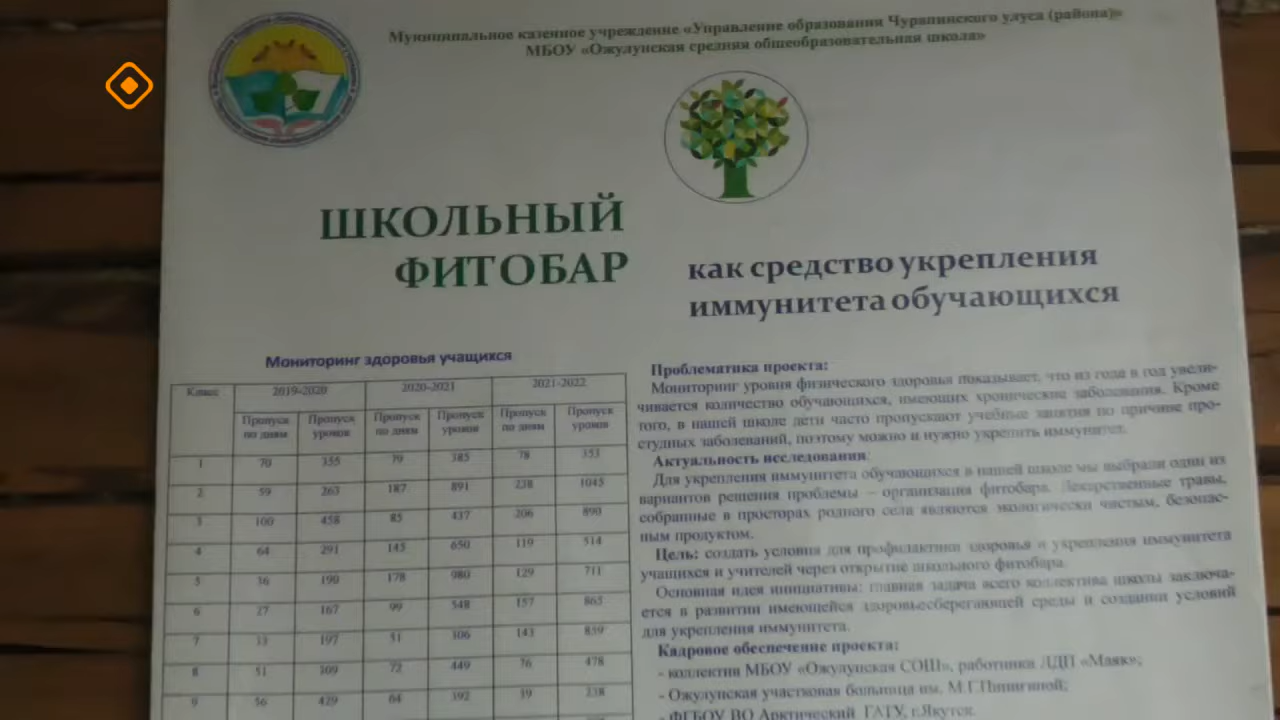 Муниципальное казенное учреждение «Управление образования Чурапчинского улуса (района)»
МБОУ «Ожулунская средняя общеобразовательная школа»
ШКОЛЬНЫЙ
ФИТОБАР
как средство укрепления
иммунитета обучающихся
Мониторинг здоровья учащихся
Класс 2019-2020 2020-2021 2021-2022
Пропуск по дням Пропуск уроков Пропуск по дням Пропуск уроков Пропуск по дням Пропуск уроков
1 70 355 79 385 78 353
2 59 263 187 891 238 1045
3 100 458 85 437 206 890
4 64 291 145 650 119 514
5 36 190 178 980 129 711
6 27 167 99 548 157 865
7 33 197 51 306 143 859
8 51 309 72 449 76 478
9 56 429 64 392 39 238
Проблематика проекта:
Мониторинг уровня физического здоровья показывает, что из года в год увели-
чивается количество обучающихся, имеющих хронические заболевания. Кроме
того, в нашей школе дети часто пропускают учебные занятия по причине про-
студных заболеваний, поэтому можно и нужно укрепить иммунитет.
Актуальность исследования:
Для укрепления иммунитета обучающихся в нашей школе мы выбрали один из
вариантов решения проблемы – организация фитобара. Лекарственные травы,
собранные в просторах родного села являются экологически чистым, безопас-
ным продуктом.
Цель: создать условия для профилактики здоровья и укрепления иммунитета
учащихся и учителей через открытие школьного фитобара.
Основная идея инициативы: главная задача всего коллектива школы заключа-
ется в развитии имеющейся здоровьесберегающей среды и создании условий
для укрепления иммунитета.
Кадровое обеспечение проекта:
- коллектив МБОУ «Ожулунская СОШ», работники ЛДП «Маяк»;
- Ожулунская участковая больница им. М.Г.Пинигиной;
- ФГБОУ ВО Арктический ГАТУ, г.Якутск.